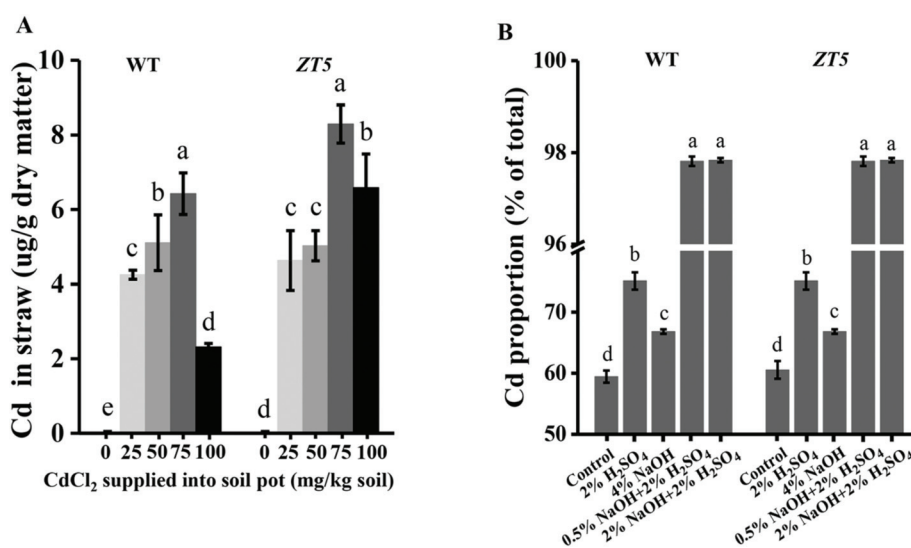 A
WT
ZT5
Cd in straw (ug/g dry matter)
10
8
6
4
2
0
e
c
b
a
d
d
c
c
a
b
0 25 50 75 100 0 25 50 75 100
CdCl₂ supplied into soil pot (mg/kg soil)
B
WT
ZT5
Cd proportion (% of total)
100
98
96
70
60
50
d
b
c
a
a
d
b
c
a
a
Control
2% H₂SO₄
4% NaOH
0.5% NaOH+2% H₂SO₄
2% NaOH+2% H₂SO₄
Control
2% H₂SO₄
4% NaOH
0.5% NaOH+2% H₂SO₄
2% NaOH+2% H₂SO₄